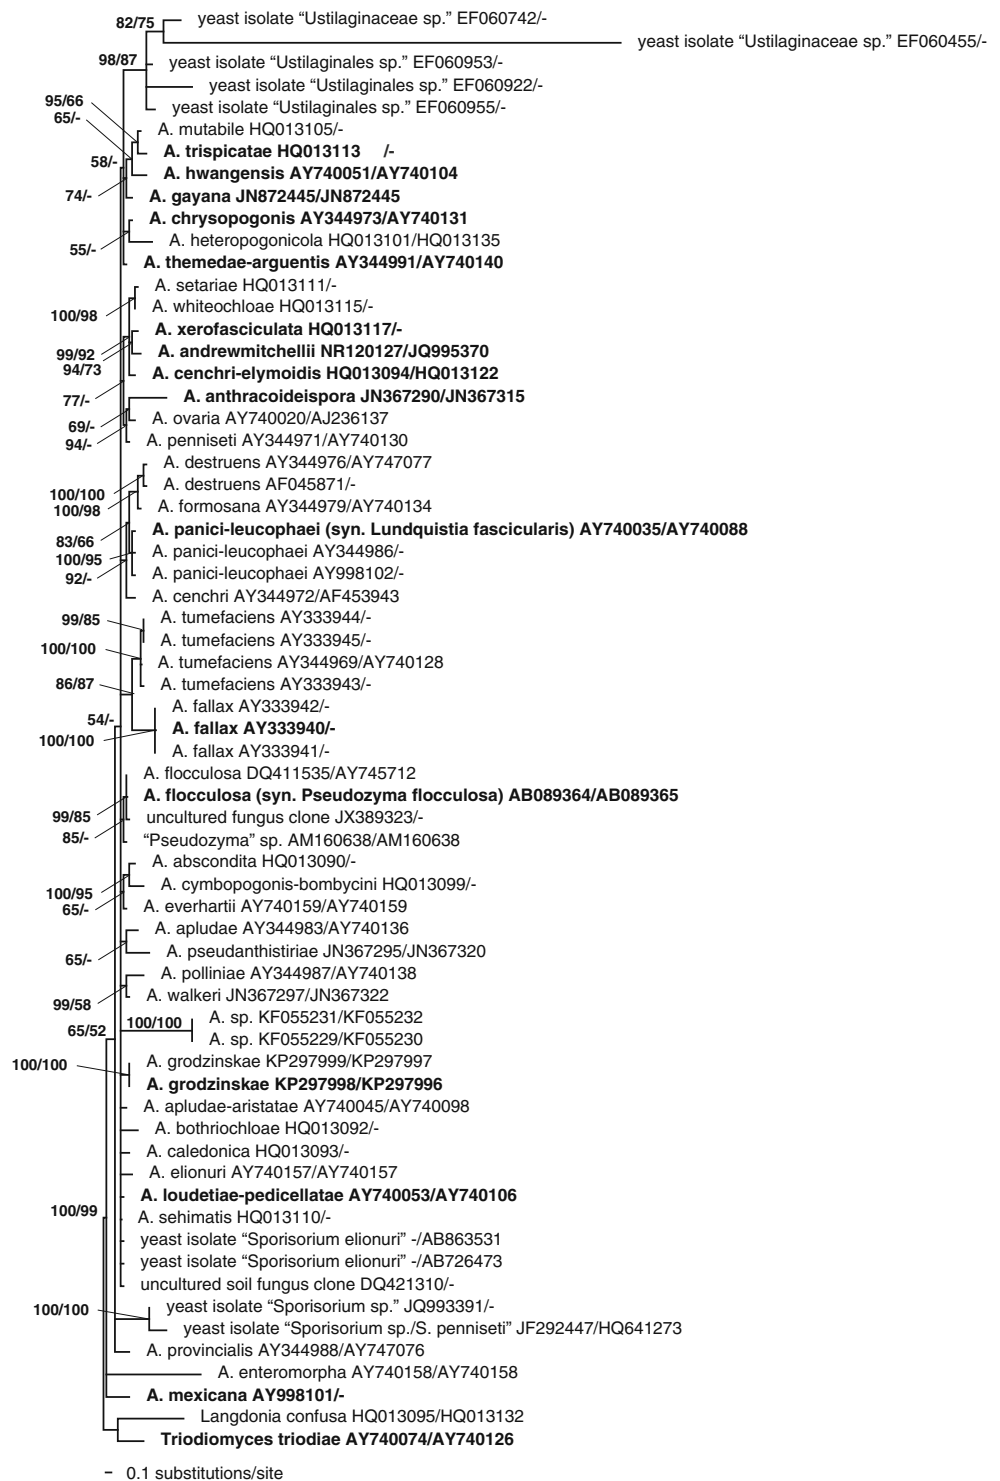 82/75
yeast isolate “Ustilaginaceae sp.” EF060742/-
yeast isolate “Ustilaginaceae sp.” EF060455/-
98/87
yeast isolate “Ustilaginales sp.” EF060953/-
yeast isolate “Ustilaginales sp.” EF060922/-
95/66
yeast isolate “Ustilaginales sp.” EF060955/-
65/-
A. mutabile HQ013105/-
A. trispicatae HQ013113 /-
58/-
A. hwangensis AY740051/AY740104
74/-
A. gayana JN872445/JN872445
A. chrysopogonis AY344973/AY740131
55/-
A. heteropogonicola HQ013101/HQ013135
A. themedae-arguentis AY344991/AY740140
A. setariae HQ013111/-
100/98
A. whiteochloae HQ013115/-
A. xerofasciculata HQ013117/-
99/92
A. andrewmitchellii NR120127/JQ995370
94/73
A. cenchri-elymoidis HQ013094/HQ013122
77/-
A. anthracoideispora JN367290/JN367315
69/-
A. ovaria AY740020/AJ236137
94/-
A. penniseti AY344971/AY740130
A. destruens AY344976/AY747077
100/100
A. destruens AF045871/-
100/98
A. formosana AY344979/AY740134
A. panici-leucophaei (syn. Lundquistia fascicularis) AY740035/AY740088
83/66
A. panici-leucophaei AY344986/-
100/95
A. panici-leucophaei AY998102/-
92/-
A. cenchri AY344972/AF453943
99/85
A. tumefaciens AY333944/-
A. tumefaciens AY333945/-
100/100
A. tumefaciens AY344969/AY740128
86/87
A. tumefaciens AY333943/-
A. fallax AY333942/-
54/-
A. fallax AY333940/-
100/100
A. fallax AY333941/-
A. flocculosa DQ411535/AY745712
A. flocculosa (syn. Pseudozyma flocculosa) AB089364/AB089365
99/85
uncultured fungus clone JX389323/-
85/-
“Pseudozyma” sp. AM160638/AM160638
A. abscondita HQ013090/-
100/95
A. cymbopogonis-bombycini HQ013099/-
65/-
A. everhartii AY740159/AY740159
A. apludae AY344983/AY740136
65/-
A. pseudanthistiriae JN367295/JN367320
A. polliniae AY344987/AY740138
99/58
A. walkeri JN367297/JN367322
65/52
100/100
A. sp. KF055231/KF055232
A. sp. KF055229/KF055230
100/100
A. grodzinskae KP297999/KP297997
A. grodzinskae KP297998/KP297996
A. apludae-aristatae AY740045/AY740098
A. bothriochloae HQ013092/-
A. caledonica HQ013093/-
A. elionuri AY740157/AY740157
A. loudetiae-pedicellatae AY740053/AY740106
100/99
A. sehimatis HQ013110/-
yeast isolate “Sporisorium elionuri” -/AB863531
yeast isolate “Sporisorium elionuri” -/AB726473
uncultured soil fungus clone DQ421310/-
100/100
yeast isolate “Sporisorium sp.” JQ993391/-
yeast isolate “Sporisorium sp./S. penniseti” JF292447/HQ641273
A. provincialis AY344988/AY747076
A. enteromorpha AY740158/AY740158
A. mexicana AY998101/-
Langdonia confusa HQ013095/HQ013132
Triodiomyces triodiae AY740074/AY740126
0.1 substitutions/site